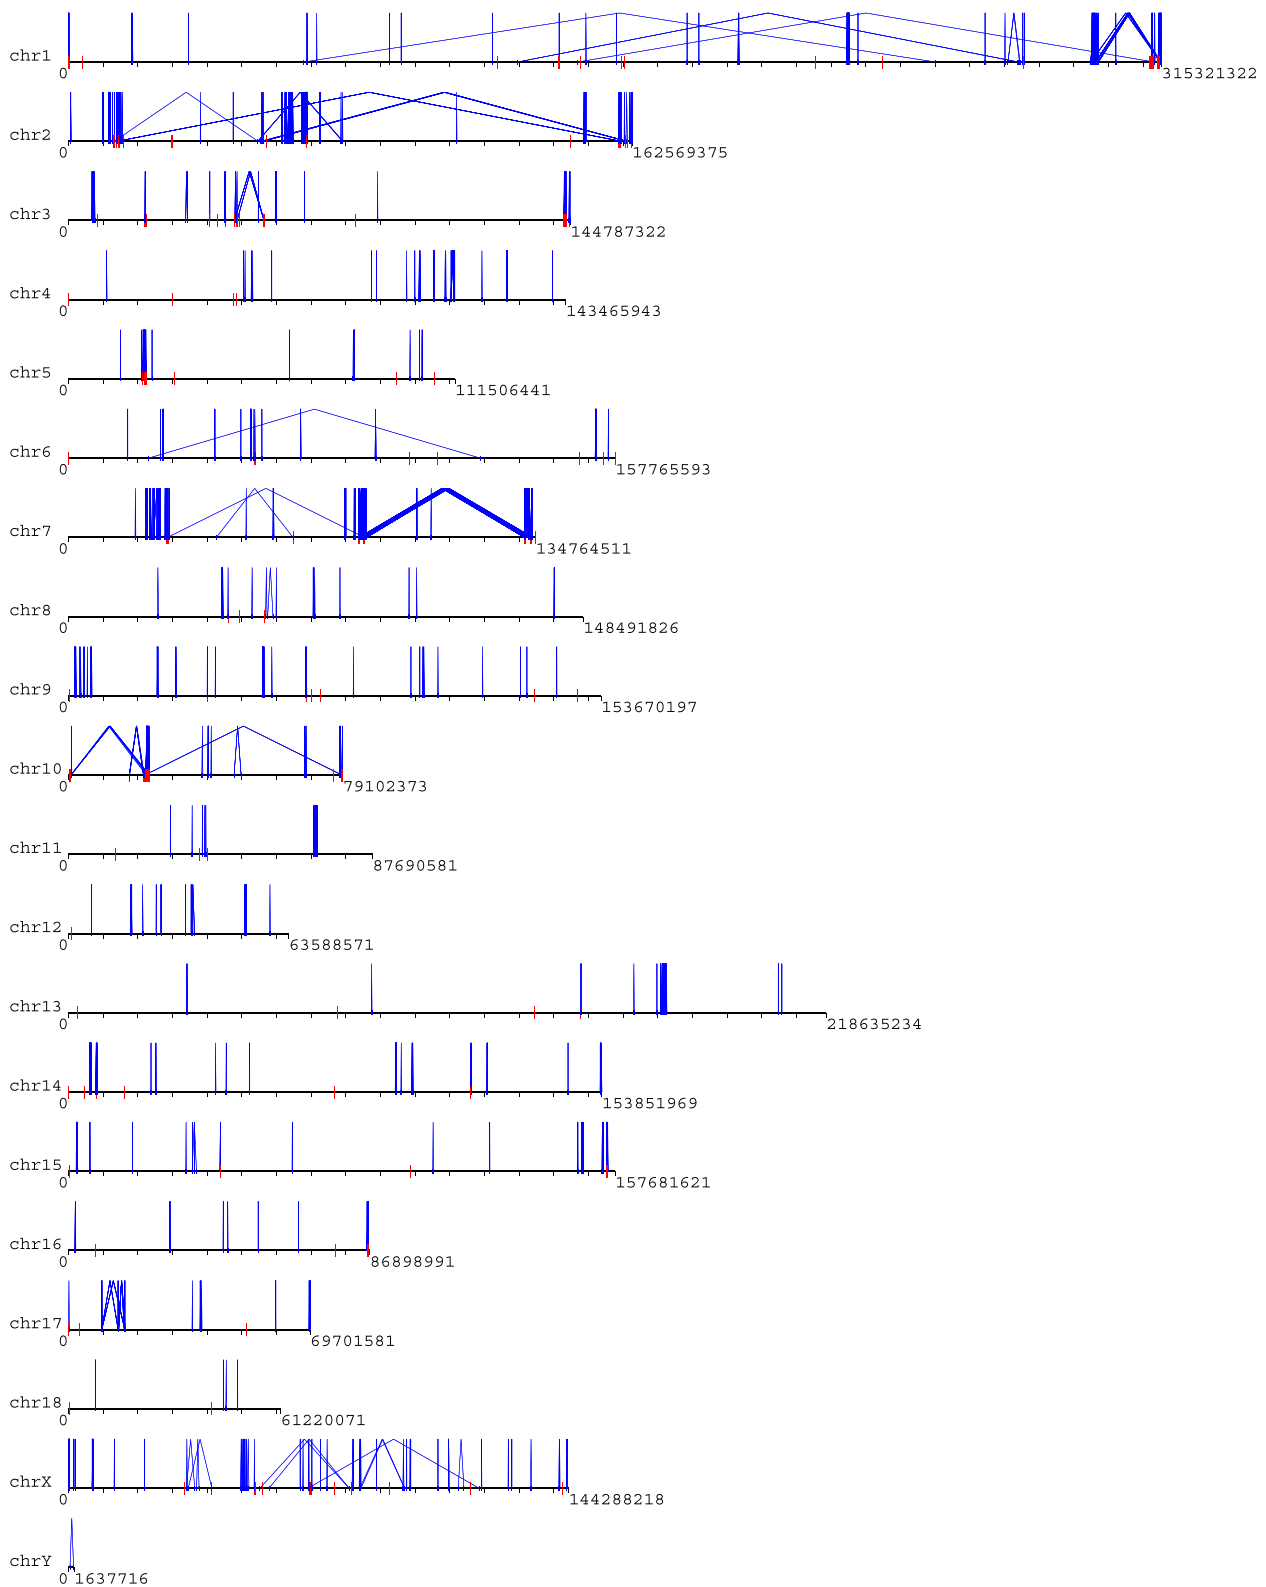 chr1
0 315321322
chr2
0 162569375
chr3
0 144787322
chr4
0 143465943
chr5
0 111506441
chr6
0 157765593
chr7
0 134764511
chr8
0 148491826
chr9
0 153670197
chr10
0 79102373
chr11
0 87690581
chr12
0 63588571
chr13
0 218635234
chr14
0 153851969
chr15
0 157681621
chr16
0 86898991
chr17
0 69701581
chr18
0 61220071
chrX
0 144288218
chrY
0 1637716